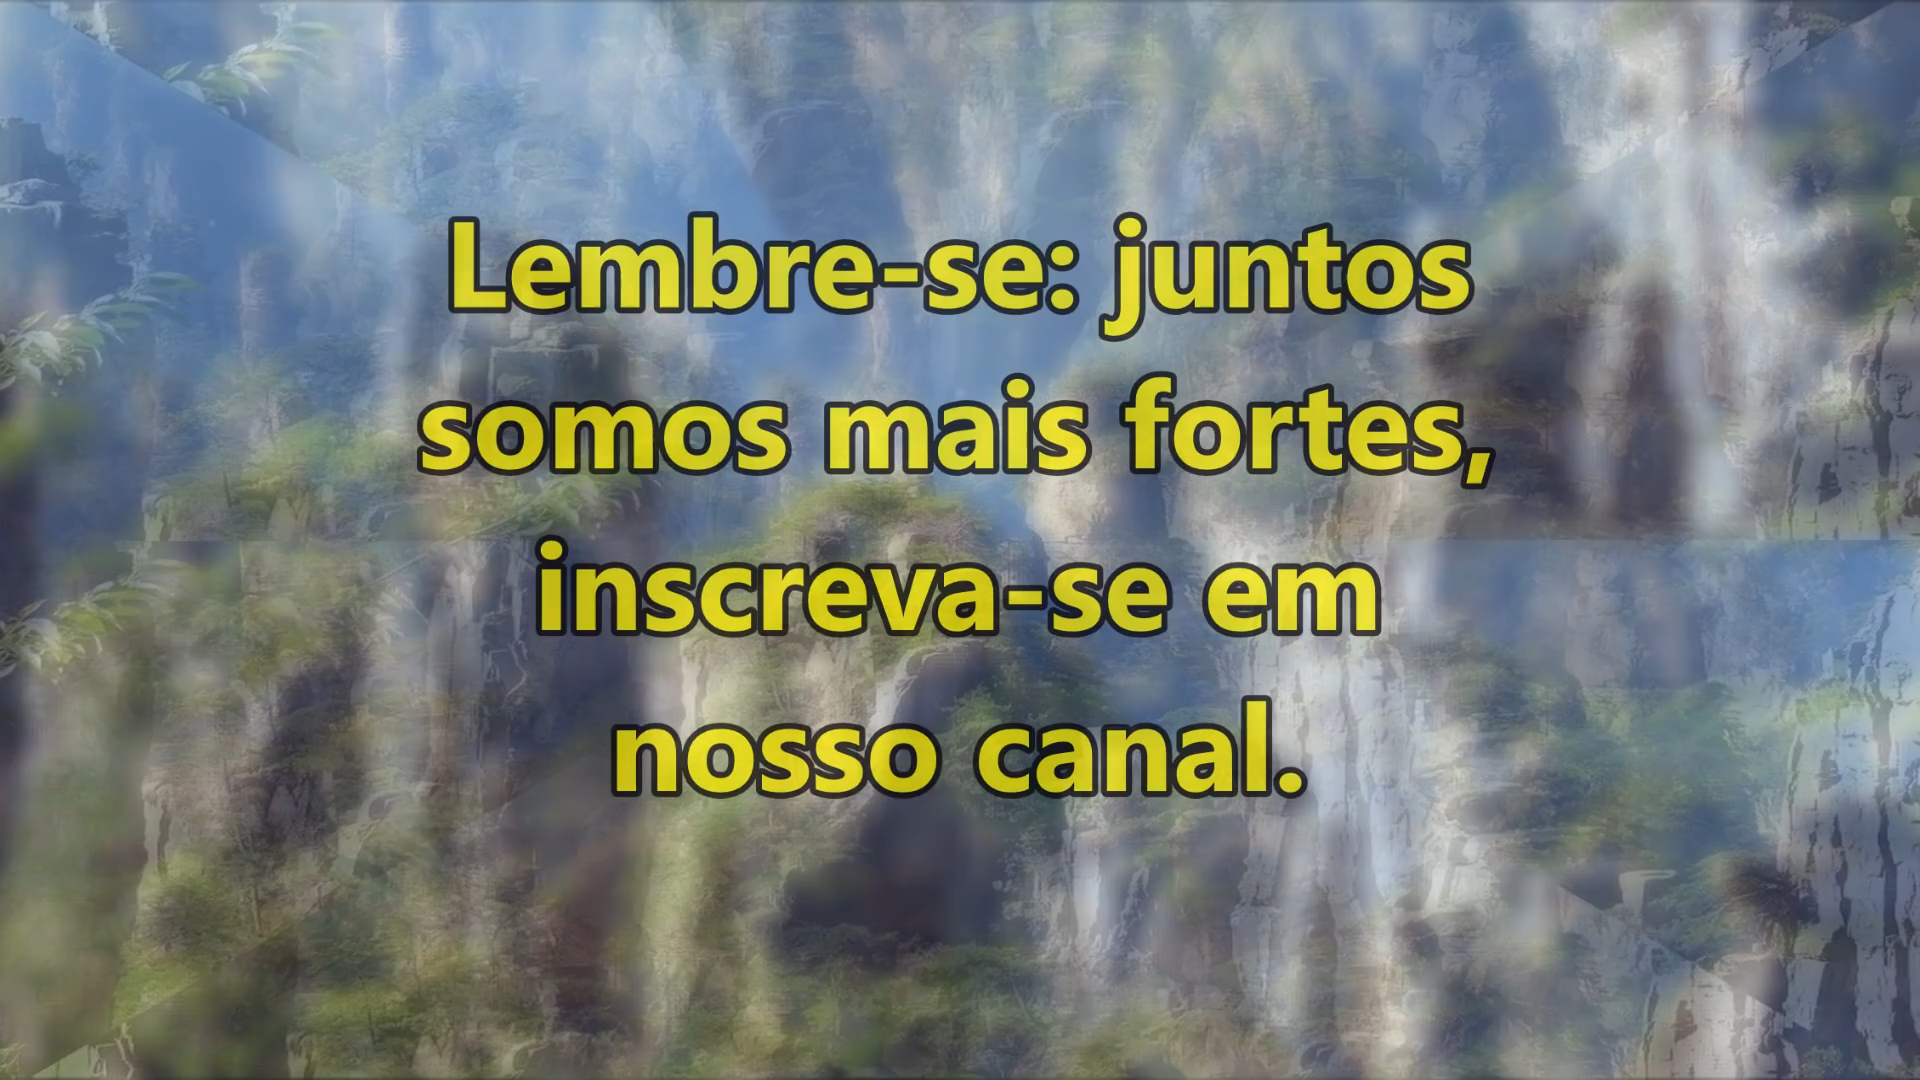 Lembre-se: juntos
somos mais fortes,
inscreva-se em
nosso canal.